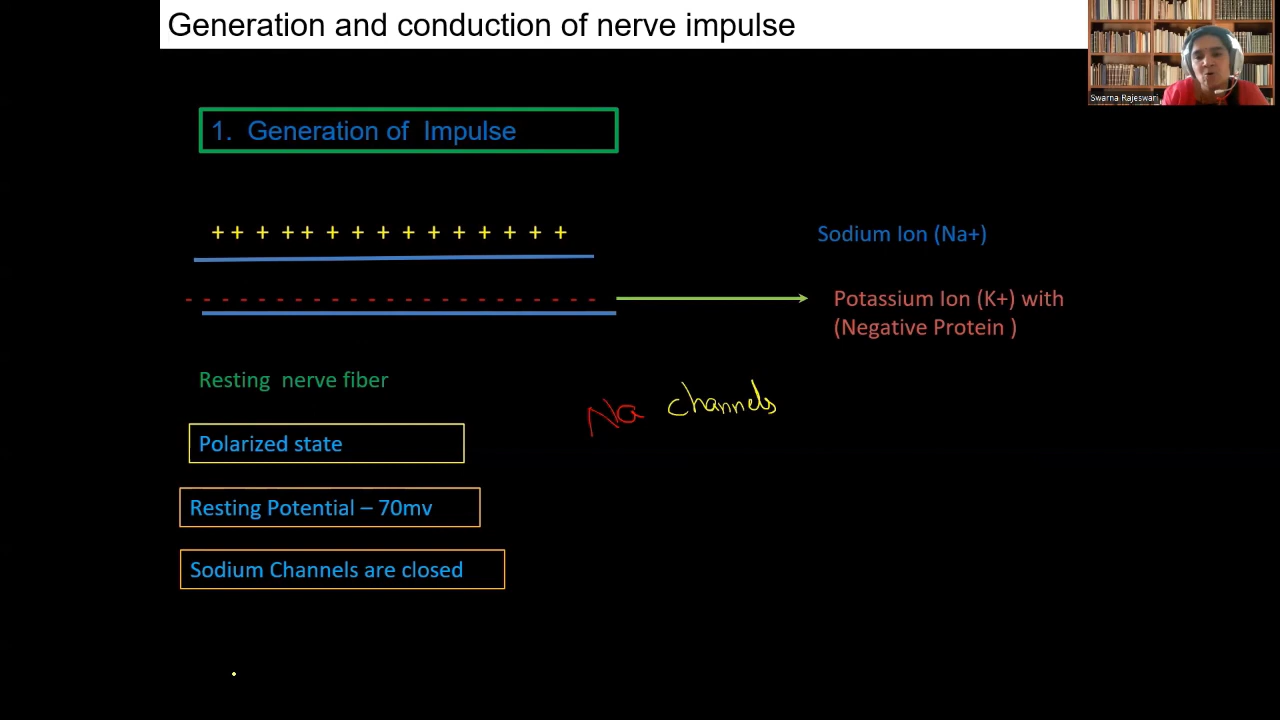 Generation and conduction of nerve impulse
Swarna Rajeswari
1. Generation of Impulse
+ + + + + + + + + + + + + + +
Sodium Ion (Na+)
- - - - - - - - - - - - - - - - - - - - - - -
Potassium Ion (K+) with
(Negative Protein )
Resting nerve fiber
Na channels
Polarized state
Resting Potential – 70mv
Sodium Channels are closed